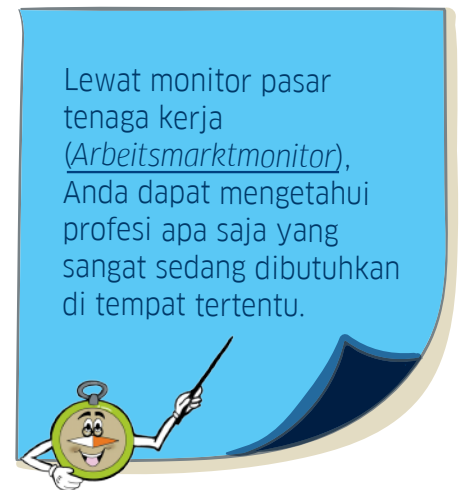 Lewat monitor pasar
tenaga kerja
(Arbeitsmarktmonitor),
Anda dapat mengetahui
profesi apa saja yang
sangat sedang dibutuhkan
di tempat tertentu.